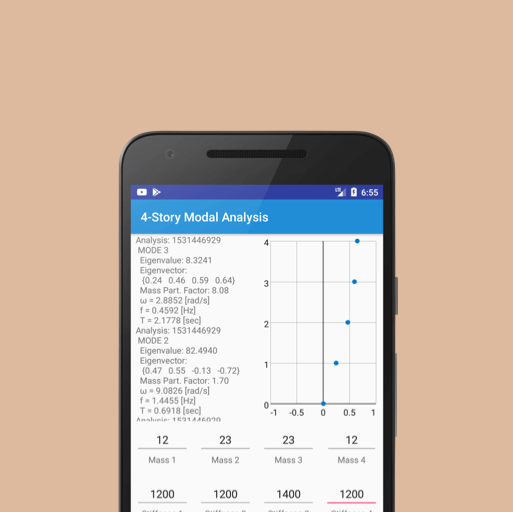 6:55
4-Story Modal Analysis
Analysis: 1531446929
MODE 3
Eigenvalue: 8.3241
Eigenvector:
{0.24 0.46 0.59 0.64}
Mass Part. Factor: 8.08
ω = 2.8852 [rad/s]
f = 0.4592 [Hz]
T = 2.1778 [sec]
Analysis: 1531446929
MODE 2
Eigenvalue: 82.4940
Eigenvector:
{0.47 0.55 -0.13 -0.72}
Mass Part. Factor: 1.70
ω = 9.0826 [rad/s]
f = 1.4455 [Hz]
T = 0.6918 [sec]
Analysis: 1531446929
4
3
2
1
0
-1 -0.5 0 0.5 1
12 23 23 12
Mass 1 Mass 2 Mass 3 Mass 4
1200 1200 1400 1200